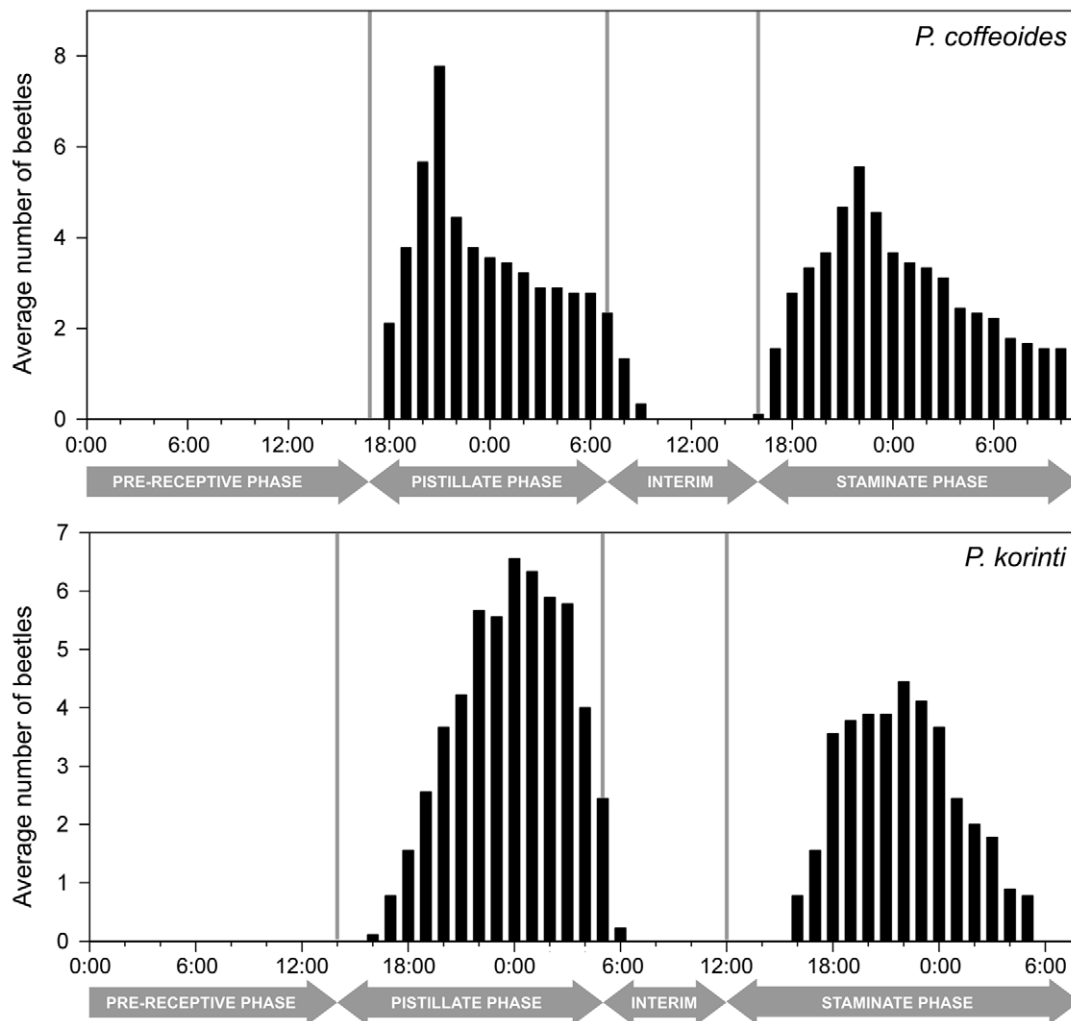 P. coffeoides
Average number of beetles
8
6
4
2
0
0:00 6:00 12:00 18:00 0:00 6:00 12:00 18:00 0:00 6:00
PRE-RECEPTIVE PHASE PISTILLATE PHASE INTERIM STAMINATE PHASE
P. korinti
Average number of beetles
7
6
5
4
3
2
1
0
0:00 6:00 12:00 18:00 0:00 6:00 12:00 18:00 0:00 6:00
PRE-RECEPTIVE PHASE PISTILLATE PHASE INTERIM STAMINATE PHASE